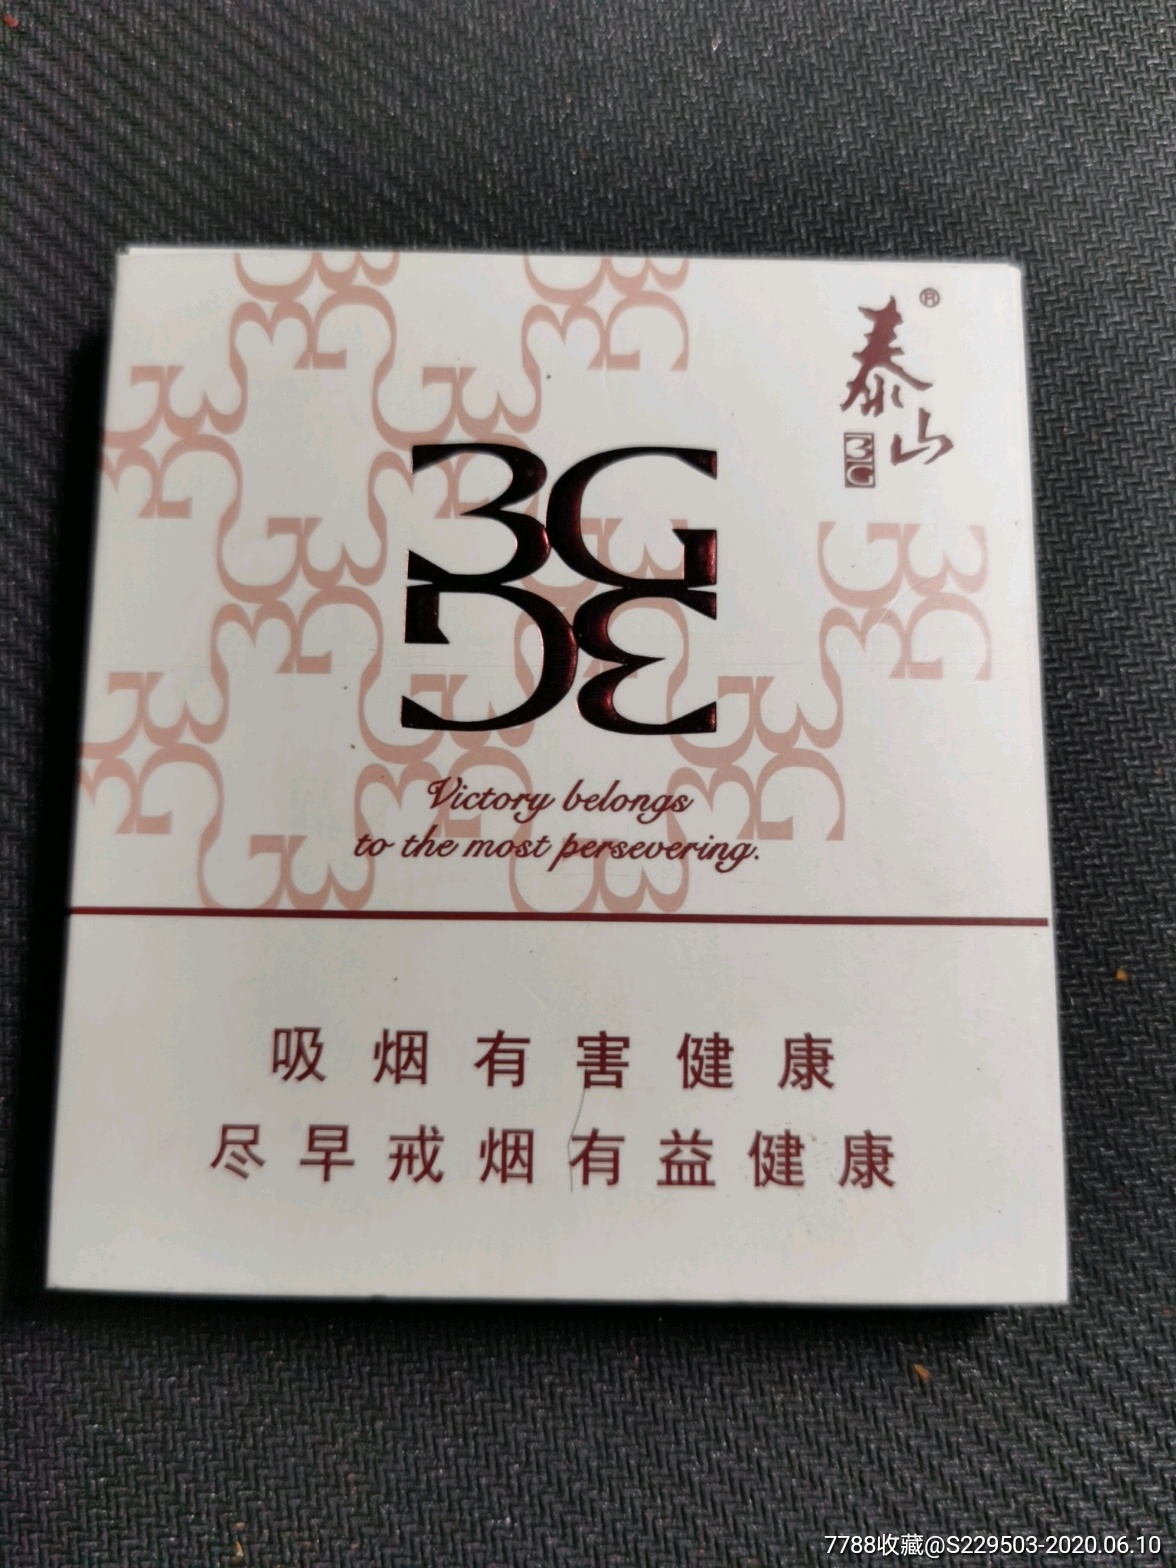 泰山®
3G
3G
3G
Victory belongs
to the most persevering.
吸烟有害健康
尽早戒烟有益健康
7788收藏@S229503-2020.06.10